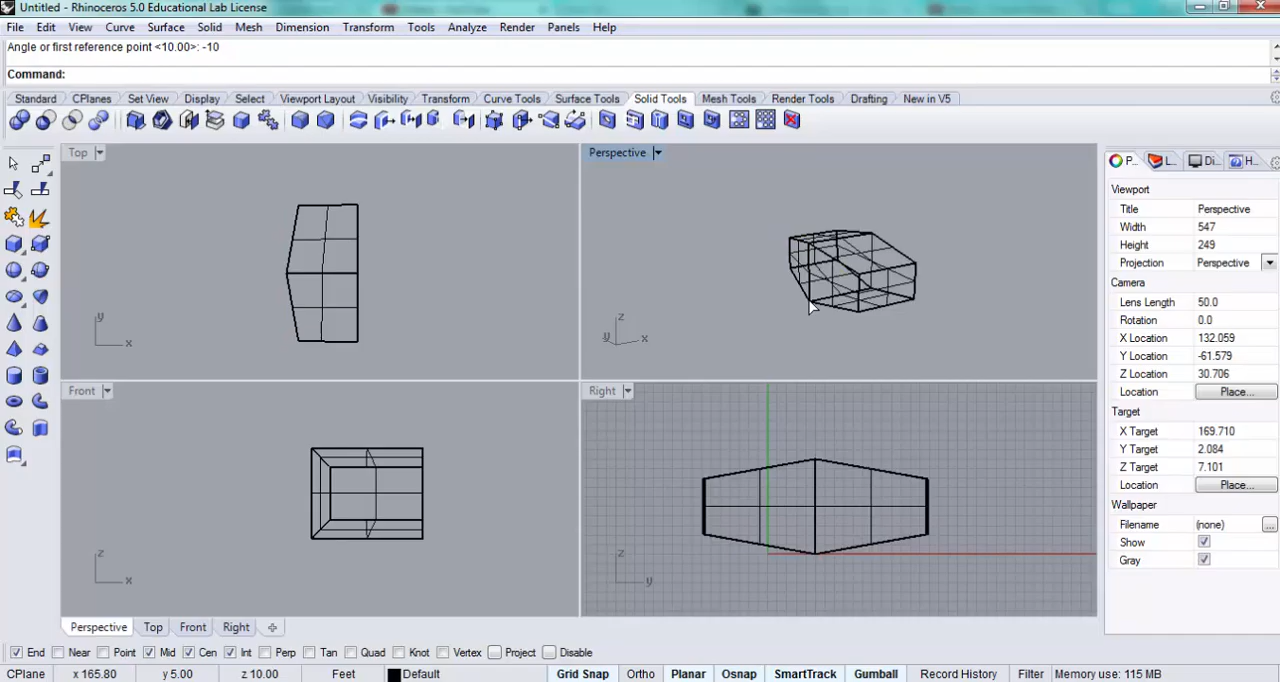 Untitled - Rhinoceros 5.0 Educational Lab License
File Edit View Curve Surface Solid Mesh Dimension Transform Tools Analyze Render Panels Help
Angle or first reference point <10.00>: -10
Command:
Standard CPlanes Set View Display Select Viewport Layout Visibility Transform Curve Tools Surface Tools Solid Tools Mesh Tools Render Tools Drafting New in V5
Top Perspective P... L... Di... H...
Viewport
Title Perspective
Width 547
Height 249
Projection Perspective
Camera
Lens Length 50.0
Rotation 0.0
X Location 132.059
Y Location -61.579
Z Location 30.706
Location Place...
Target
X Target 169.710
Y Target 2.084
Z Target 7.101
Location Place...
Wallpaper
Filename (none) ...
Show
Gray
y x
z y x
Front Right
z x
z y
Perspective Top Front Right
End Near Point Mid Cen Int Perp Tan Quad Knot Vertex Project Disable
CPlane x 165.80 y 5.00 z 10.00 Feet Default Grid Snap Ortho Planar Osnap SmartTrack Gumball Record History Filter Memory use: 115 MB